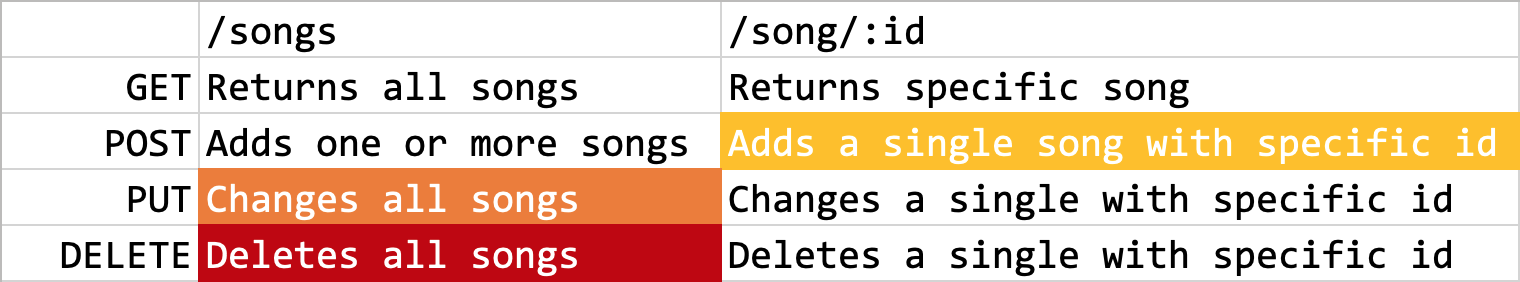 /songs /song/:id
GET Returns all songs Returns specific song
POST Adds one or more songs Adds a single song with specific id
PUT Changes all songs Changes a single with specific id
DELETE Deletes all songs Deletes a single with specific id